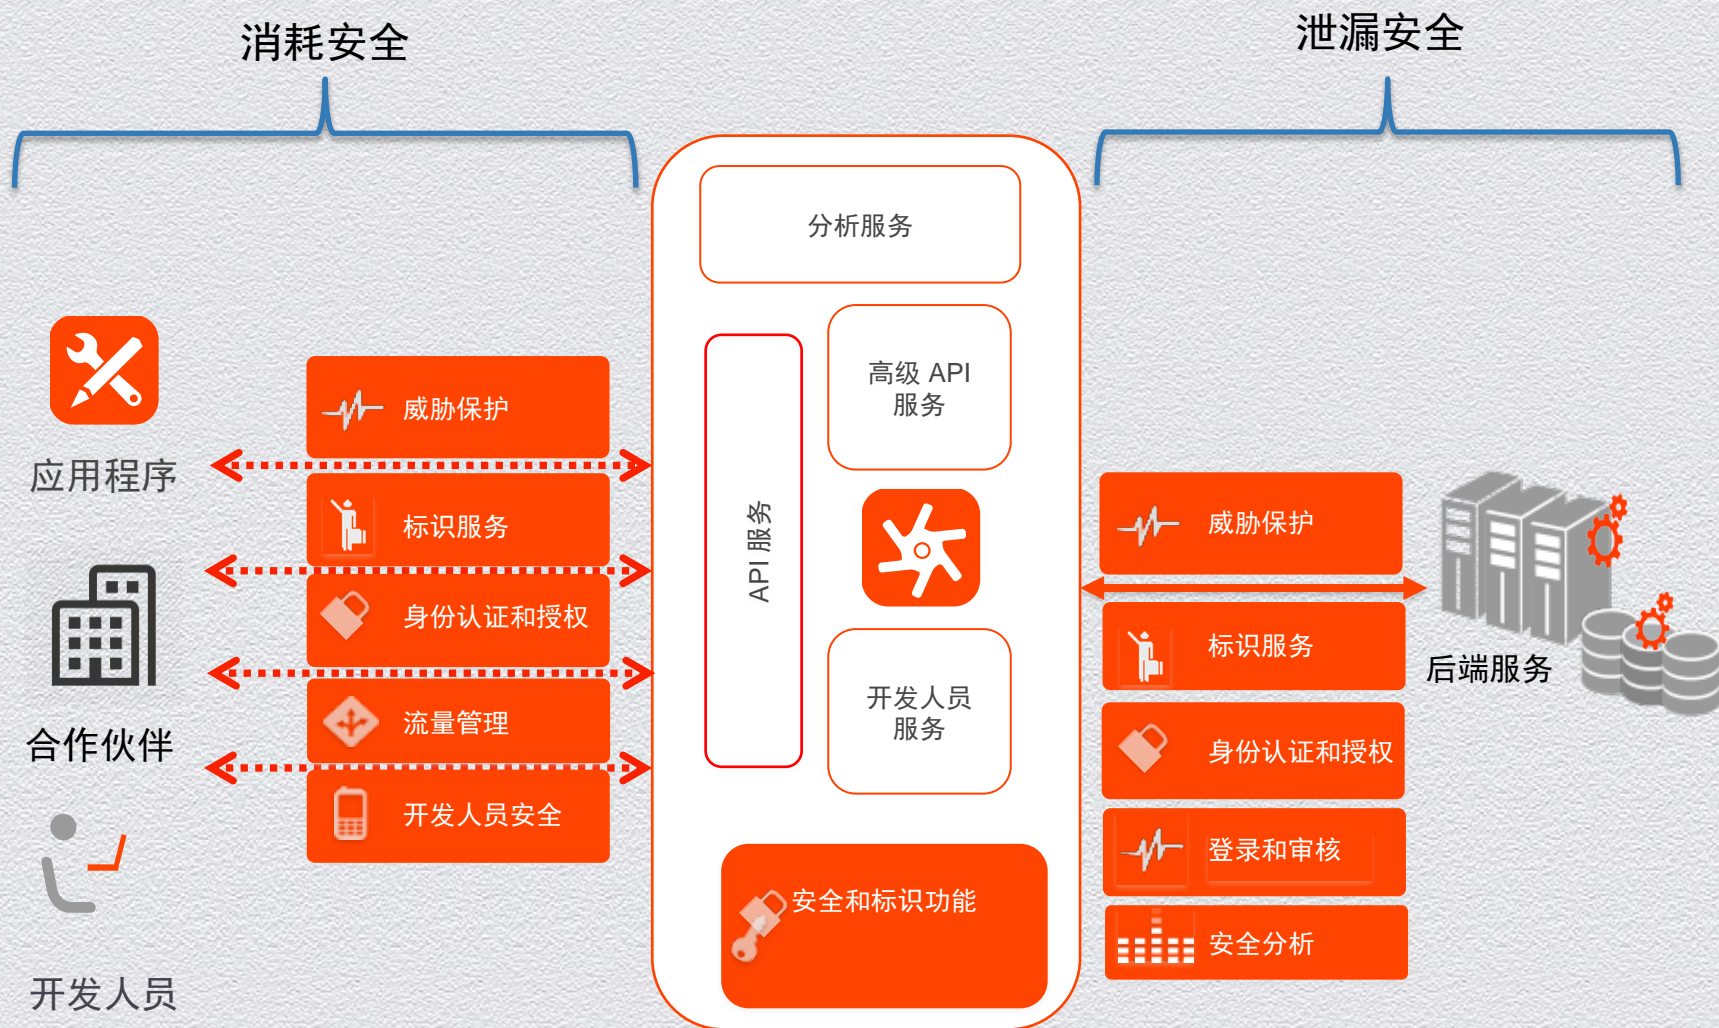 消耗安全
泄漏安全
分析服务
高级 API
服务
API 服务
开发人员
服务
安全和标识功能
应用程序
合作伙伴
开发人员
威胁保护
标识服务
身份认证和授权
流量管理
开发人员安全
威胁保护
标识服务
身份认证和授权
登录和审核
安全分析
后端服务